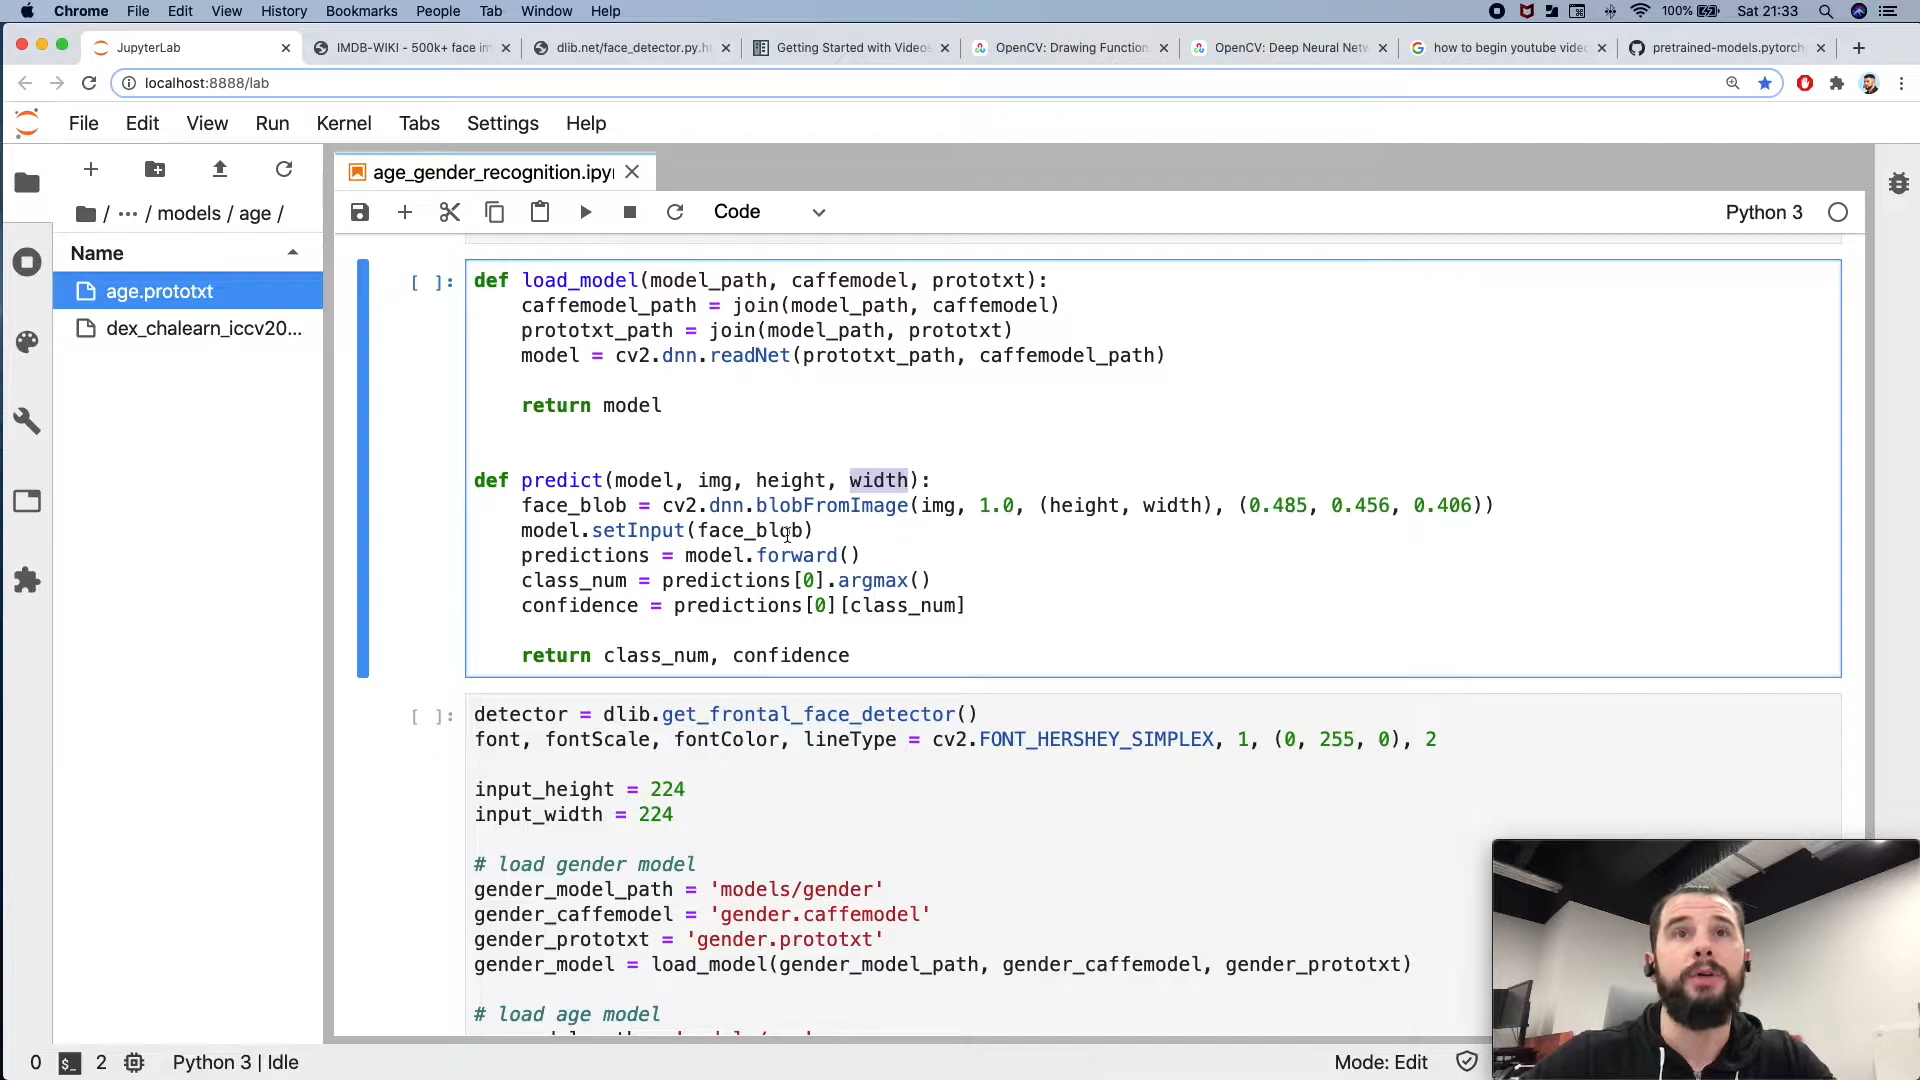 Chrome File Edit View History Bookmarks People Tab Window Help 100% Sat 21:33
JupyterLab IMDB-WIKI - 500k+ face im dlib.net/face_detector.py.h Getting Started with Videos OpenCV: Drawing Function OpenCV: Deep Neural Netw how to begin youtube vide pretrained-models.pytorch
localhost:8888/lab
File Edit View Run Kernel Tabs Settings Help
age_gender_recognition.ipy
/ ··· / models / age /
Code Python 3
Name
age.prototxt
dex_chalearn_iccv20...
[ ]:
def load_model(model_path, caffemodel, prototxt):
caffemodel_path = join(model_path, caffemodel)
prototxt_path = join(model_path, prototxt)
model = cv2.dnn.readNet(prototxt_path, caffemodel_path)
return model
def predict(model, img, height, width):
face_blob = cv2.dnn.blobFromImage(img, 1.0, (height, width), (0.485, 0.456, 0.406))
model.setInput(face_blob)
predictions = model.forward()
class_num = predictions[0].argmax()
confidence = predictions[0][class_num]
return class_num, confidence
[ ]:
detector = dlib.get_frontal_face_detector()
font, fontScale, fontColor, lineType = cv2.FONT_HERSHEY_SIMPLEX, 1, (0, 255, 0), 2
input_height = 224
input_width = 224
# load gender model
gender_model_path = 'models/gender'
gender_caffemodel = 'gender.caffemodel'
gender_prototxt = 'gender.prototxt'
gender_model = load_model(gender_model_path, gender_caffemodel, gender_prototxt)
# load age model
0 2 Python 3 | Idle Mode: Edit